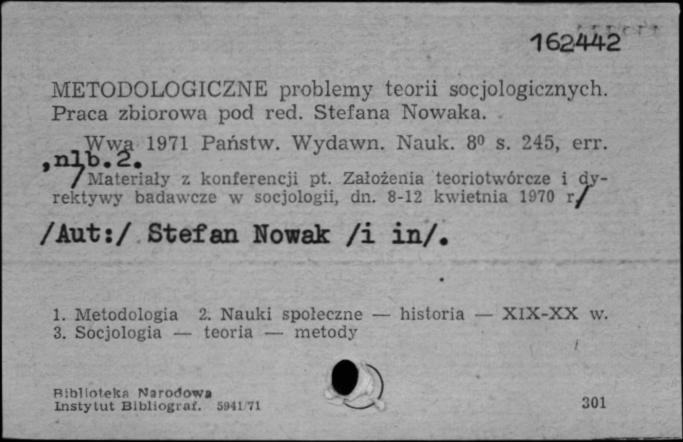 162442
METODOLOGICZNE problemy teorii socjologicznych.
Praca zbiorowa pod red. Stefana Nowaka.
Wwa 1971 Państw. Wydawn. Nauk. 8⁰ s. 245, err.
,nlb.2.
/Materiały z konferencji pt. Założenia teoriotwórcze i dy-
rektywy badawcze w socjologii, dn. 8-12 kwietnia 1970 r/
/Aut:/ Stefan Nowak /i in/.
1. Metodologia 2. Nauki społeczne — historia — XIX-XX w.
3. Socjologia — teoria — metody
Biblioteka Narodowa
Instytut Bibliograf. 5941/71
301